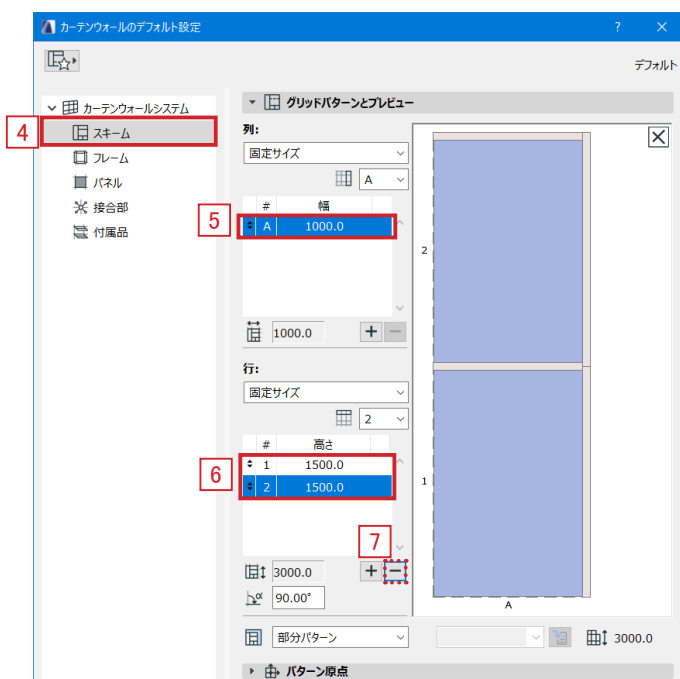 カーテンウォールのデフォルト設定 ? ×
デフォルト
カーテンウォールシステム
4 スキーム
フレーム
パネル
接合部
付属品
グリッドパターンとプレビュー
列:
固定サイズ
A
# 幅
5 A 1000.0
1000.0 + −
行:
固定サイズ
2
# 高さ
6 1 1500.0
2 1500.0
7
3000.0 + −
α 90.00°
2
1
A
部分パターン 3000.0
パターン原点